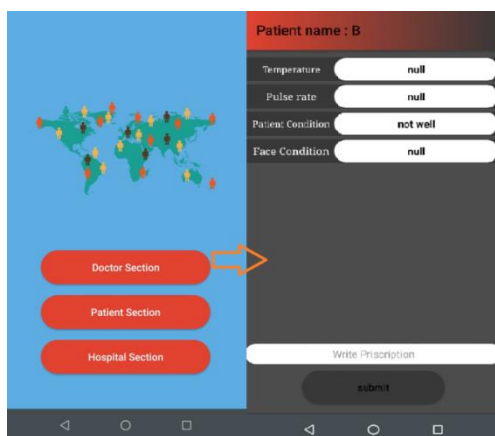 Doctor Section
Patient Section
Hospital Section
Patient name : B
Temperature null
Pulse rate null
Patient Condition not well
Face Condition null
Write Priscription
submit